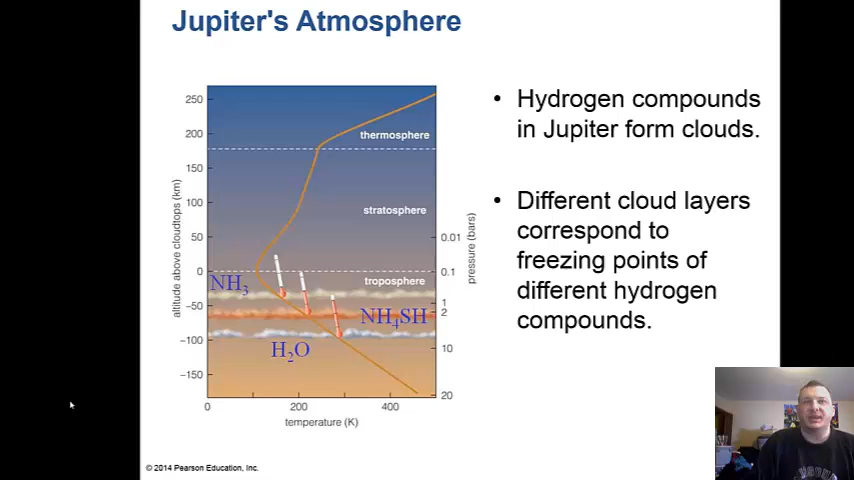 Jupiter's Atmosphere
250
200
150
100
50
0
−50
−100
−150
altitude above cloudtops (km)
thermosphere
stratosphere
troposphere
NH3
NH4SH
H2O
0.01
0.1
1
2
10
20
pressure (bars)
0
200
400
temperature (K)
• Hydrogen compounds
in Jupiter form clouds.
• Different cloud layers
correspond to
freezing points of
different hydrogen
compounds.
© 2014 Pearson Education, Inc.